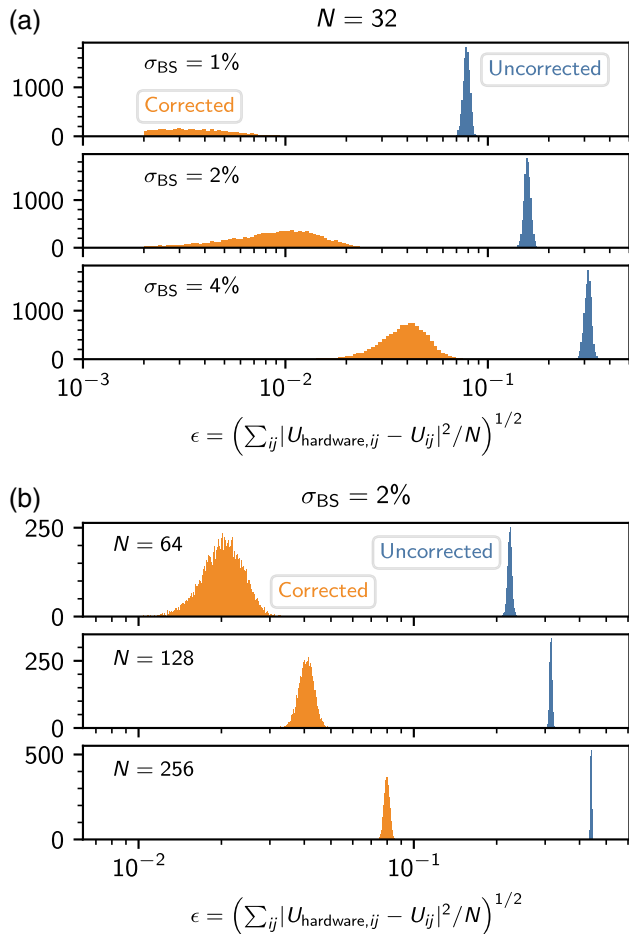 (a)
N = 32
1000
0
σBS = 1%
Corrected
Uncorrected
1000
0
σBS = 2%
1000
0
σBS = 4%
10⁻³
10⁻²
10⁻¹
ϵ = (∑ij|Uhardware,ij − Uij|²/N)^1/2
(b)
σBS = 2%
250
0
N = 64
Uncorrected
Corrected
250
0
N = 128
500
0
N = 256
10⁻²
10⁻¹
ϵ = (∑ij|Uhardware,ij − Uij|²/N)^1/2